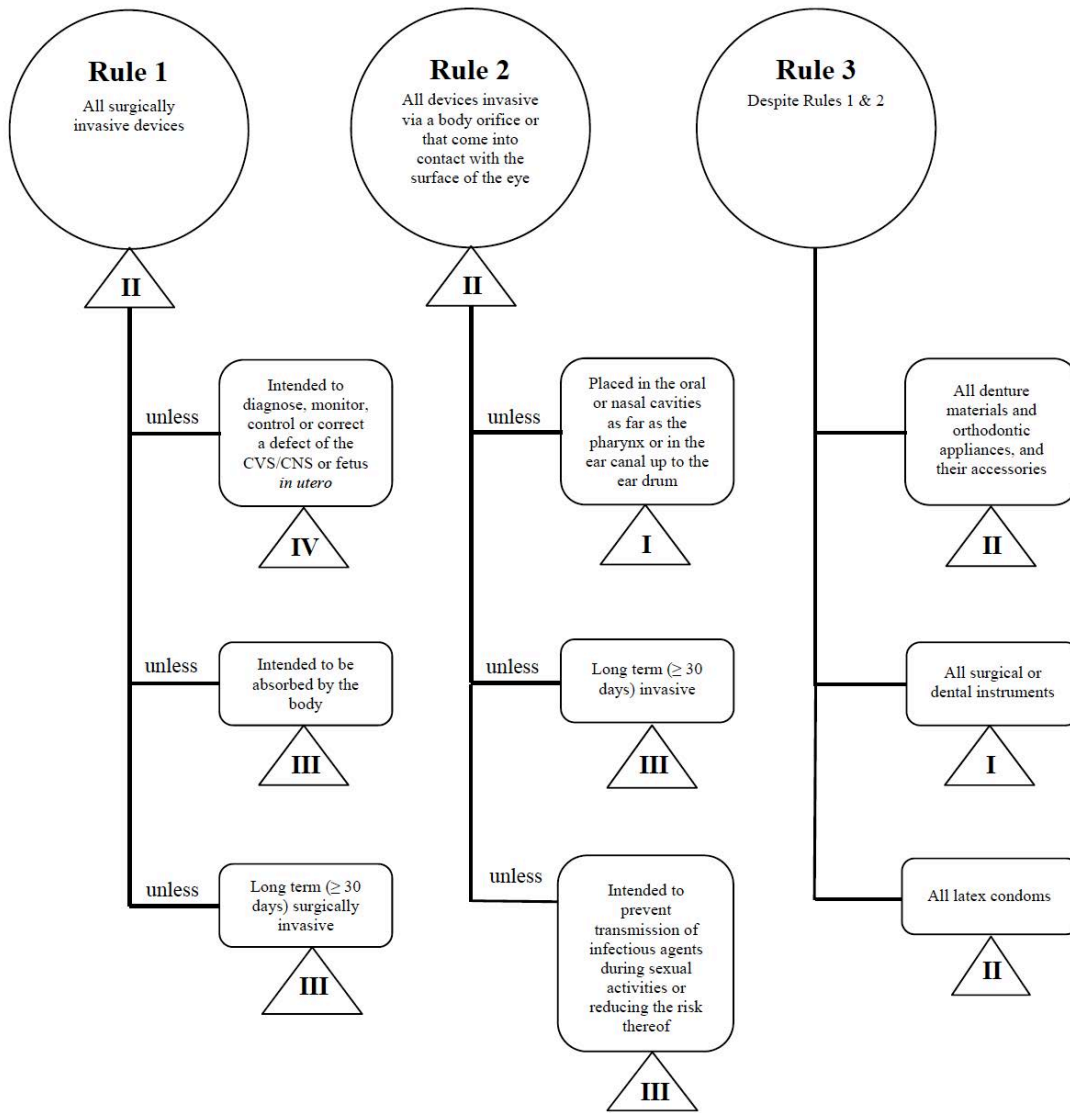 Rule 1
All surgically
invasive devices
II
unless
Intended to
diagnose, monitor,
control or correct
a defect of the
CVS/CNS or fetus
in utero
IV
unless
Intended to be
absorbed by the
body
III
unless
Long term (≥ 30
days) surgically
invasive
III
Rule 2
All devices invasive
via a body orifice or
that come into
contact with the
surface of the eye
II
unless
Placed in the oral
or nasal cavities
as far as the
pharynx or in the
ear canal up to the
ear drum
I
unless
Long term (≥ 30
days) invasive
III
unless
Intended to
prevent
transmission of
infectious agents
during sexual
activities or
reducing the risk
thereof
III
Rule 3
Despite Rules 1 & 2
All denture
materials and
orthodontic
appliances, and
their accessories
II
All surgical or
dental instruments
I
All latex condoms
II